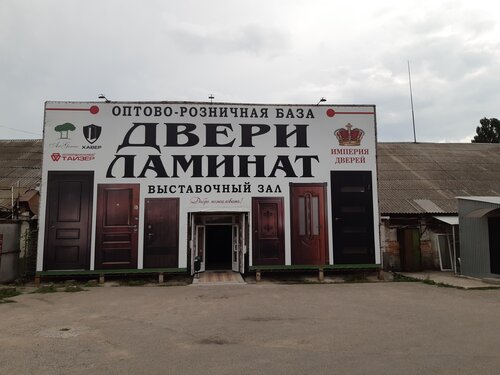 ОПТОВО-РОЗНИЧНАЯ БАЗА
ДВЕРИ
ЛАМИНАТ
ВЫСТАВОЧНЫЙ ЗАЛ
Добро пожаловать!
ХАВЕР
ТАЙЗЕР
ИМПЕРИЯ
ДВЕРЕЙ